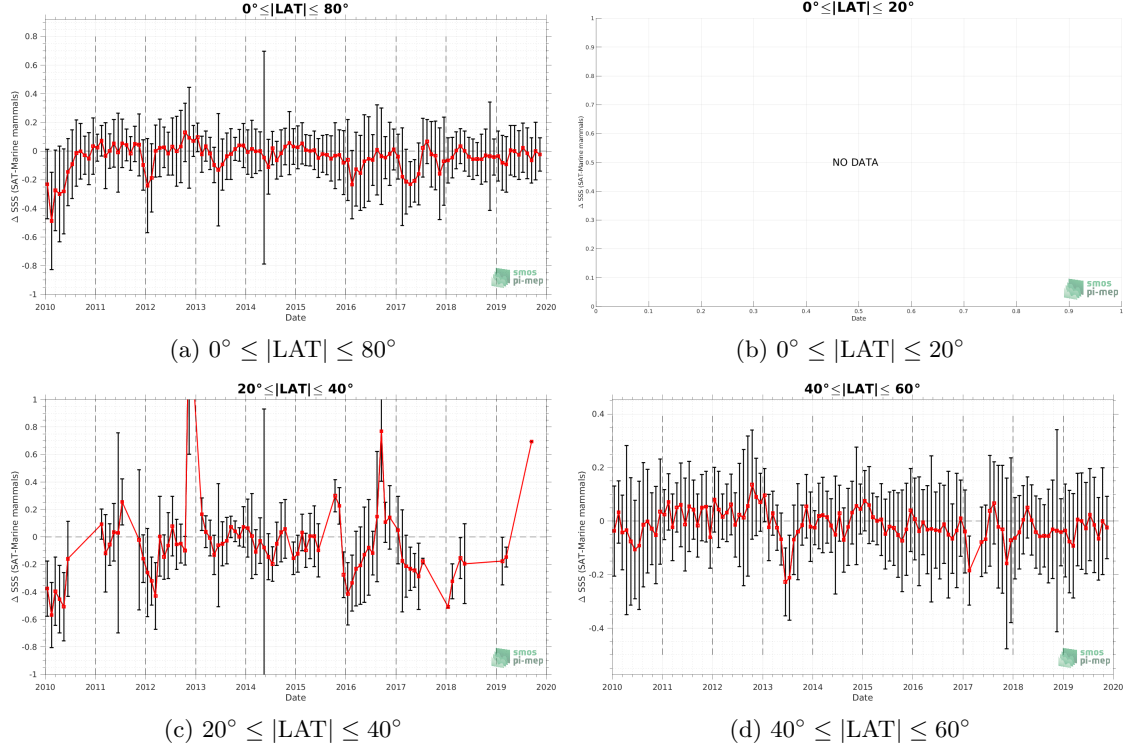 0°≤|LAT|≤ 80°
Δ SSS (SAT-Marine mammals)
0.8
0.6
0.4
0.2
0
-0.2
-0.4
-0.6
-0.8
-1
2010 2011 2012 2013 2014 2015 2016 2017 2018 2019 2020
Date
smos
pi-mep
(a) 0° ≤ |LAT| ≤ 80°
0°≤|LAT|≤ 20°
Δ SSS (SAT-Marine mammals)
1
0.9
0.8
0.7
0.6
0.5
0.4
0.3
0.2
0.1
0
NO DATA
0 0.1 0.2 0.3 0.4 0.5 0.6 0.7 0.8 0.9 1
Date
smos
pi-mep
(b) 0° ≤ |LAT| ≤ 20°
20°≤|LAT|≤ 40°
Δ SSS (SAT-Marine mammals)
1
0.8
0.6
0.4
0.2
0
-0.2
-0.4
-0.6
-0.8
-1
2010 2011 2012 2013 2014 2015 2016 2017 2018 2019 2020
Date
smos
pi-mep
(c) 20° ≤ |LAT| ≤ 40°
40°≤|LAT|≤ 60°
Δ SSS (SAT-Marine mammals)
0.4
0.2
0
-0.2
-0.4
2010 2011 2012 2013 2014 2015 2016 2017 2018 2019 2020
Date
smos
pi-mep
(d) 40° ≤ |LAT| ≤ 60°